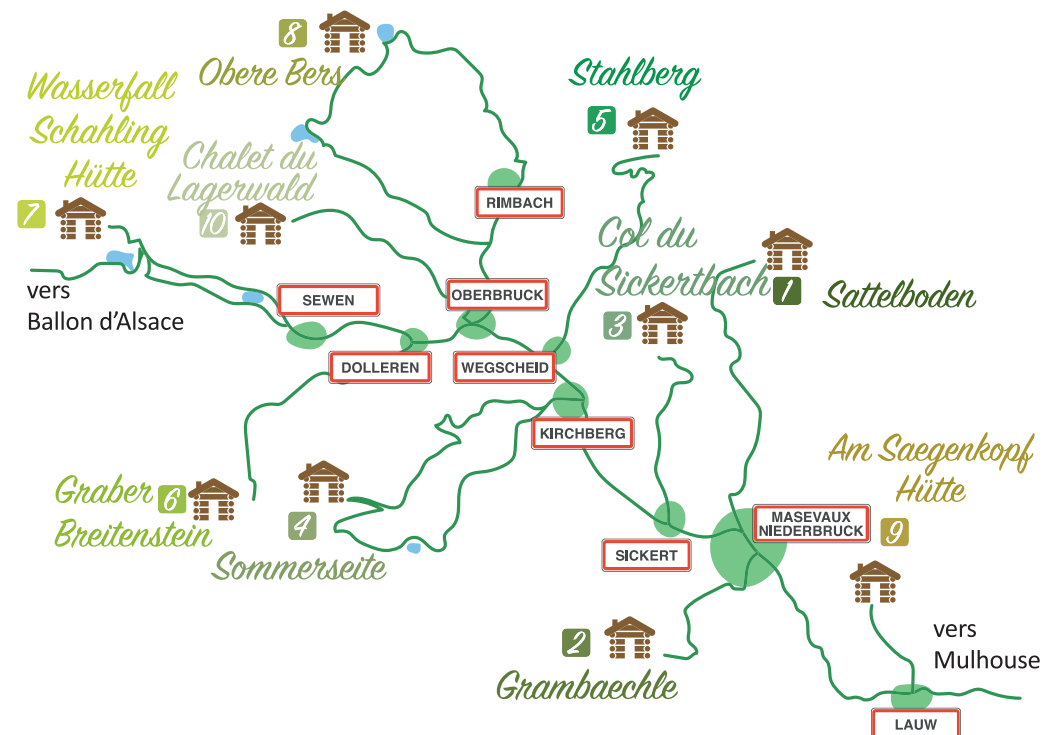 8
Obere Bers
Wasserfall
Schahling
Hütte
7
Stahlberg
5
Chalet du
Lagerwald
10
RIMBACH
Col du
Sickertbach
3
1
Sattelboden
vers
Ballon d'Alsace
SEWEN
OBERBRUCK
DOLLEREN
WEGSCHEID
KIRCHBERG
Am Saegenkopf
Hütte
9
Graber
Breitenstein
6
4
Sommerseite
MASEVAUX
NIEDERBRUCK
SICKERT
2
Grambaechle
vers
Mulhouse
LAUW